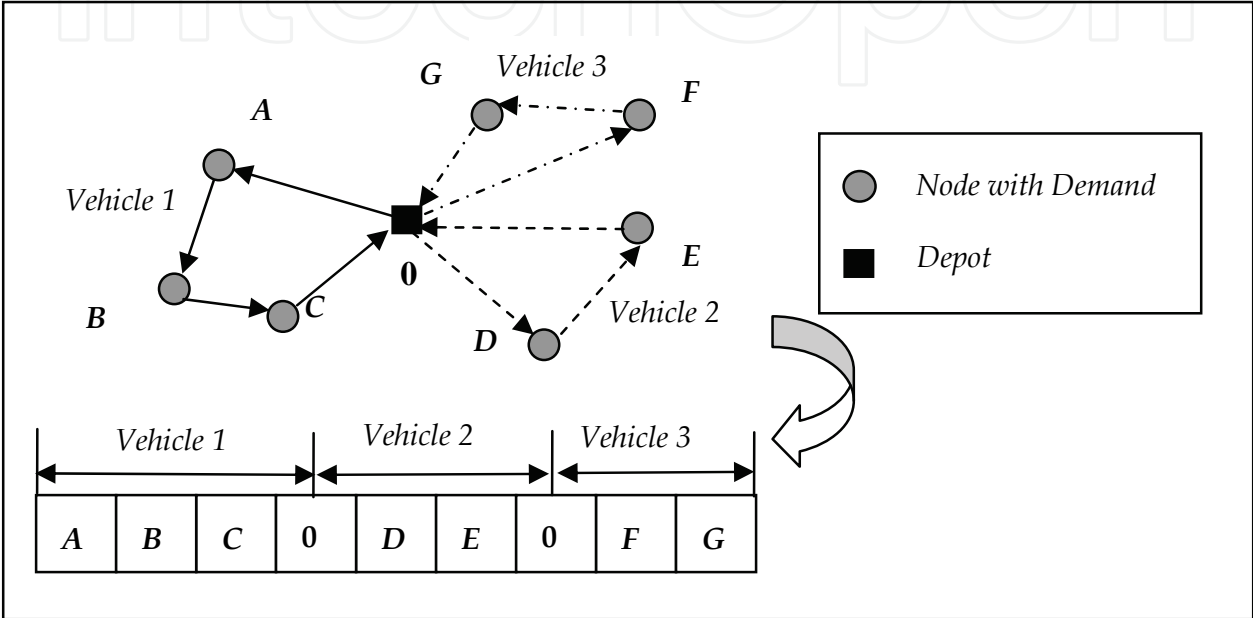 IntechOpen
G
Vehicle 3
F
A
Vehicle 1
Node with Demand
E
Depot
0
C
B
Vehicle 2
D
Vehicle 1
Vehicle 2
Vehicle 3
A B C 0 D E 0 F G